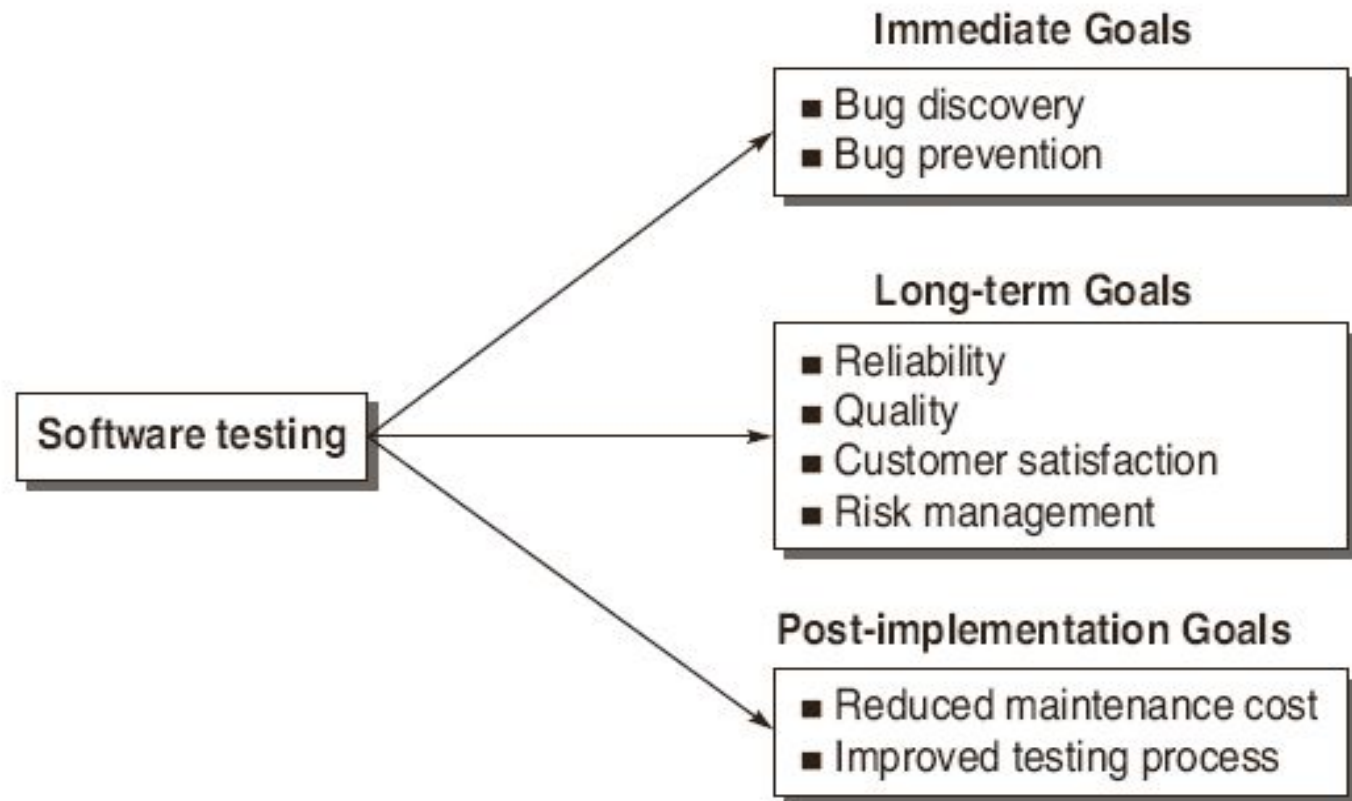 Immediate Goals
■ Bug discovery
■ Bug prevention
Long-term Goals
■ Reliability
■ Quality
■ Customer satisfaction
■ Risk management
Software testing
Post-implementation Goals
■ Reduced maintenance cost
■ Improved testing process